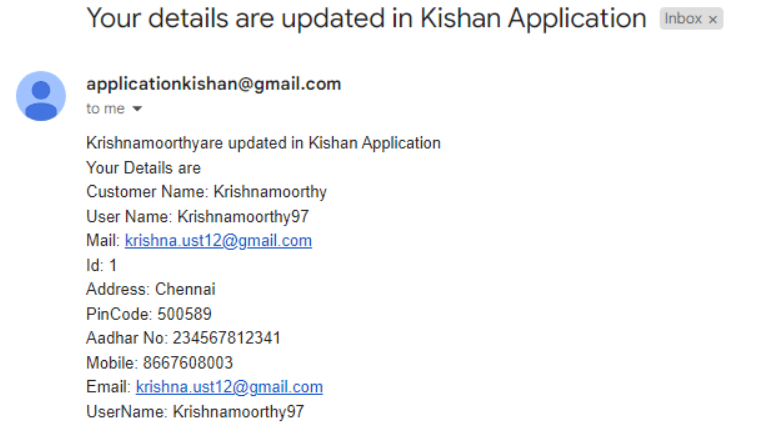 Your details are updated in Kishan Application Inbox ×
applicationkishan@gmail.com
to me
Krishnamoorthyare updated in Kishan Application
Your Details are
Customer Name: Krishnamoorthy
User Name: Krishnamoorthy97
Mail: krishna.ust12@gmail.com
Id: 1
Address: Chennai
PinCode: 500589
Aadhar No: 234567812341
Mobile: 8667608003
Email: krishna.ust12@gmail.com
UserName: Krishnamoorthy97